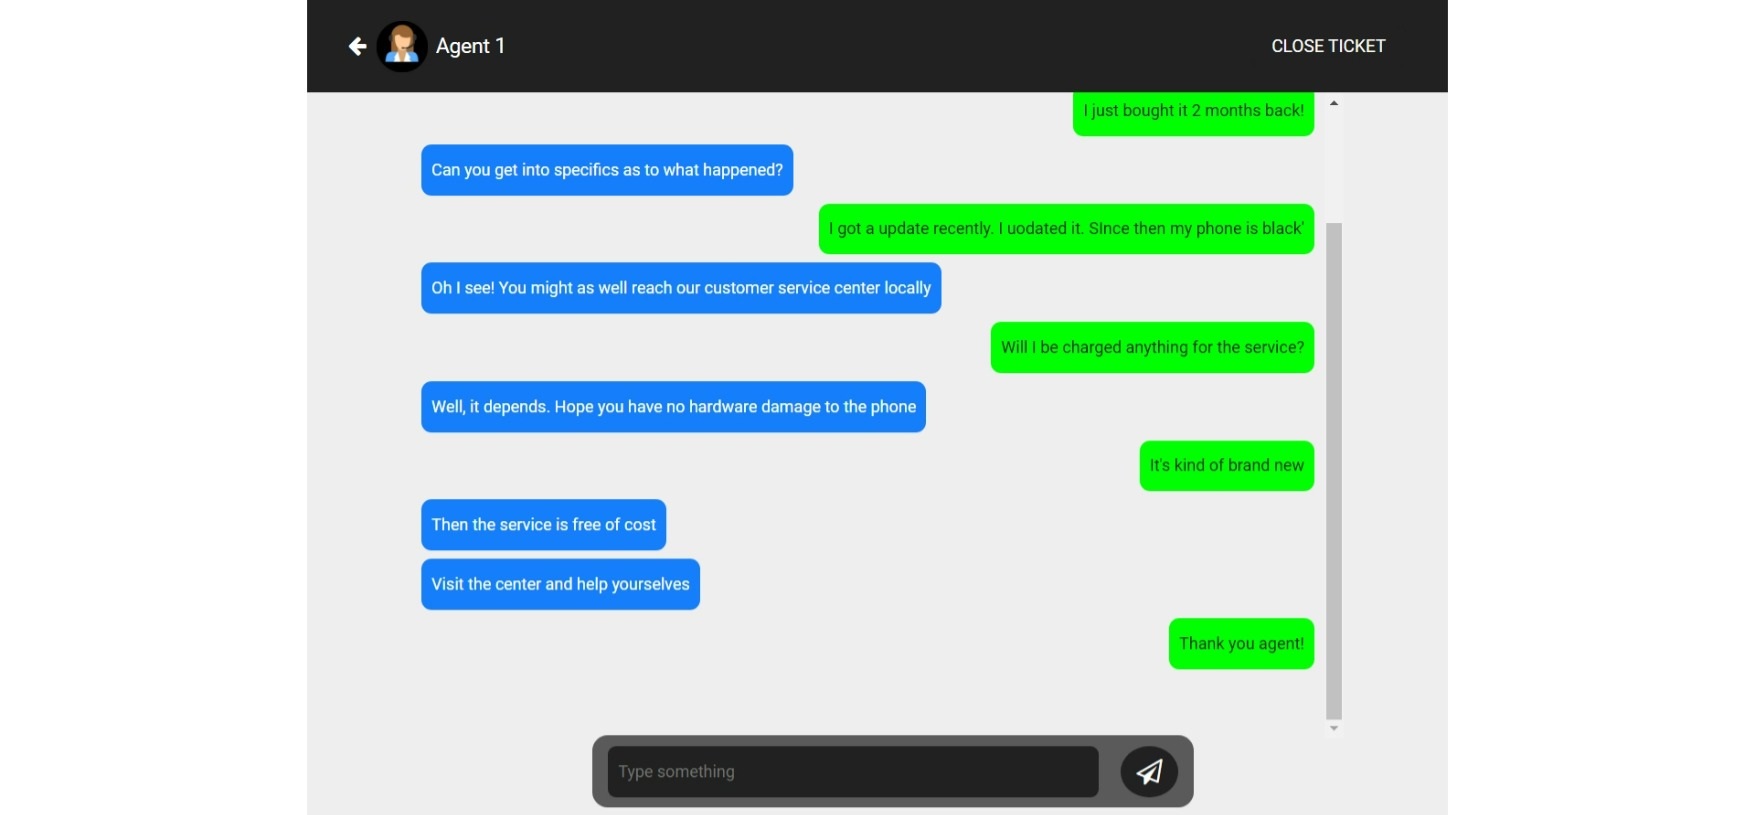 Agent 1
CLOSE TICKET
I just bought it 2 months back!
Can you get into specifics as to what happened?
I got a update recently. I uodated it. SInce then my phone is black'
Oh I see! You might as well reach our customer service center locally
Will I be charged anything for the service?
Well, it depends. Hope you have no hardware damage to the phone
It's kind of brand new
Then the service is free of cost
Visit the center and help yourselves
Thank you agent!
Type something